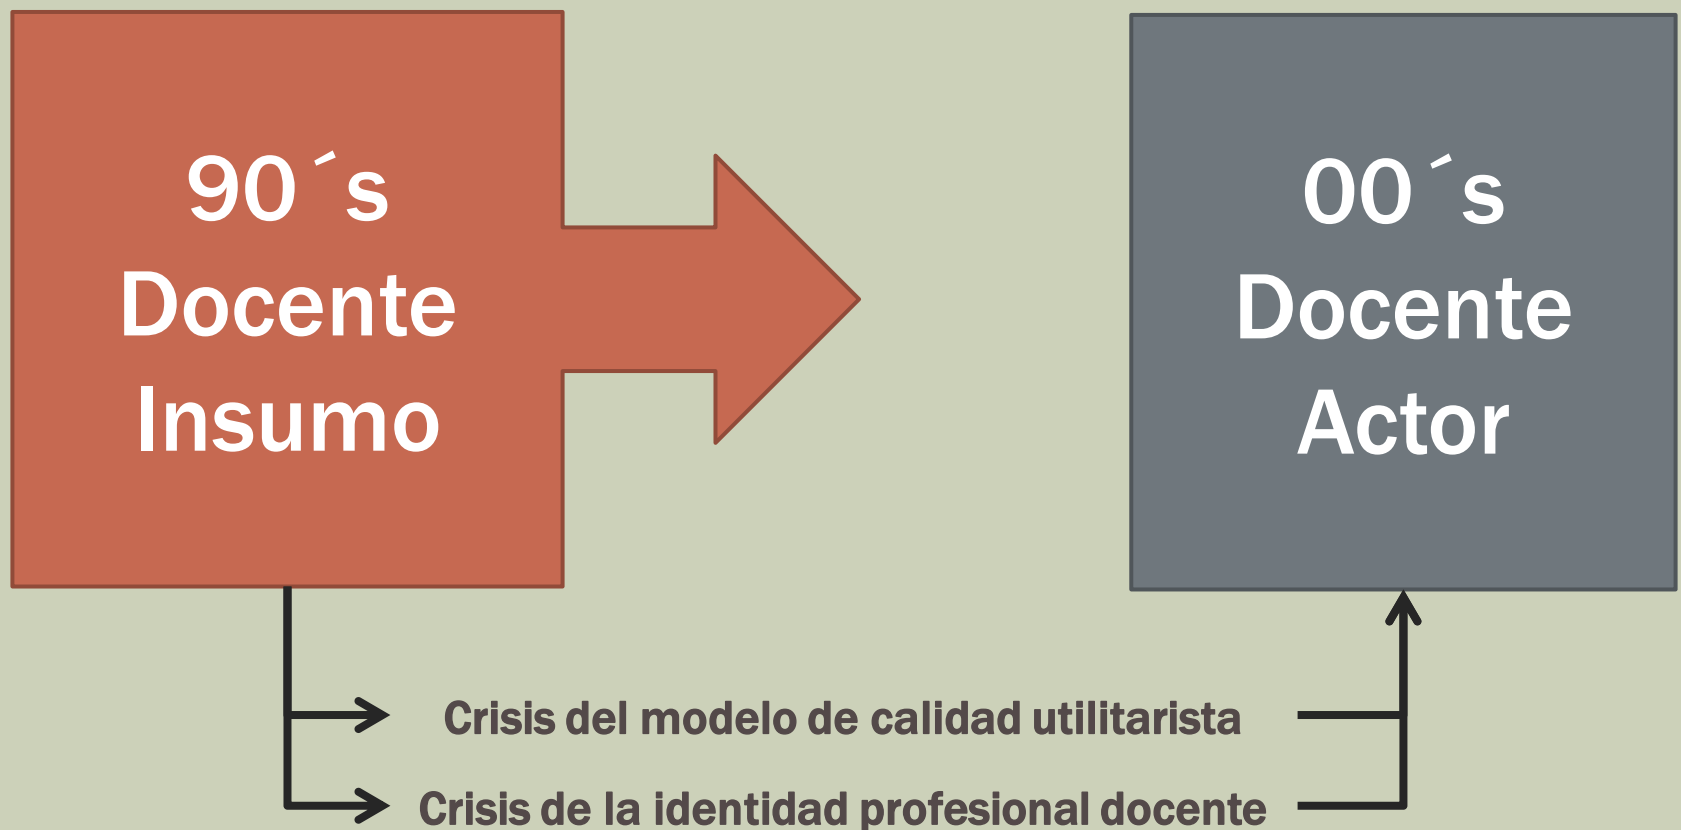 90´s
Docente
Insumo
00´s
Docente
Actor
Crisis del modelo de calidad utilitarista
Crisis de la identidad profesional docente